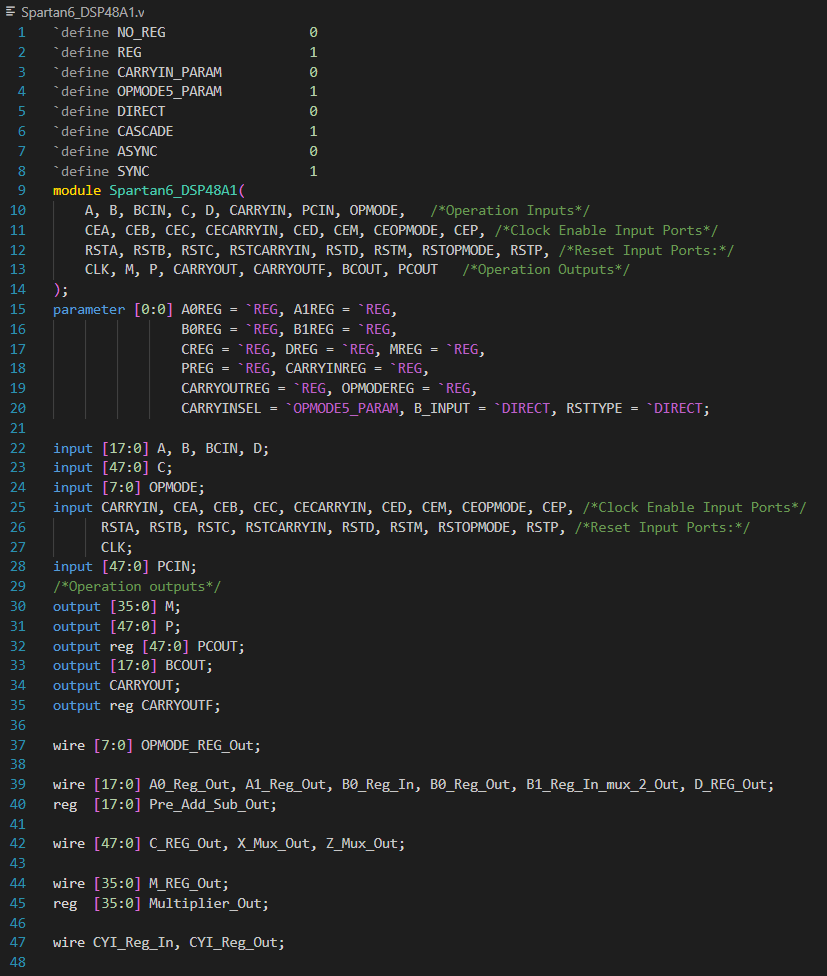 Spartan6_DSP48A1.v
1 `define NO_REG 0
2 `define REG 1
3 `define CARRYIN_PARAM 0
4 `define OPMODE5_PARAM 1
5 `define DIRECT 0
6 `define CASCADE 1
7 `define ASYNC 0
8 `define SYNC 1
9 module Spartan6_DSP48A1(
10 A, B, BCIN, C, D, CARRYIN, PCIN, OPMODE, /*Operation Inputs*/
11 CEA, CEB, CEC, CECARRYIN, CED, CEM, CEOPMODE, CEP, /*Clock Enable Input Ports*/
12 RSTA, RSTB, RSTC, RSTCARRYIN, RSTD, RSTM, RSTOPMODE, RSTP, /*Reset Input Ports:*/
13 CLK, M, P, CARRYOUT, CARRYOUTF, BCOUT, PCOUT /*Operation Outputs*/
14 );
15 parameter [0:0] A0REG = `REG, A1REG = `REG,
16 B0REG = `REG, B1REG = `REG,
17 CREG = `REG, DREG = `REG, MREG = `REG,
18 PREG = `REG, CARRYINREG = `REG,
19 CARRYOUTREG = `REG, OPMODEREG = `REG,
20 CARRYINSEL = `OPMODE5_PARAM, B_INPUT = `DIRECT, RSTTYPE = `DIRECT;
21
22 input [17:0] A, B, BCIN, D;
23 input [47:0] C;
24 input [7:0] OPMODE;
25 input CARRYIN, CEA, CEB, CEC, CECARRYIN, CED, CEM, CEOPMODE, CEP, /*Clock Enable Input Ports*/
26 RSTA, RSTB, RSTC, RSTCARRYIN, RSTD, RSTM, RSTOPMODE, RSTP, /*Reset Input Ports:*/
27 CLK;
28 input [47:0] PCIN;
29 /*Operation outputs*/
30 output [35:0] M;
31 output [47:0] P;
32 output reg [47:0] PCOUT;
33 output [17:0] BCOUT;
34 output CARRYOUT;
35 output reg CARRYOUTF;
36
37 wire [7:0] OPMODE_REG_Out;
38
39 wire [17:0] A0_Reg_Out, A1_Reg_Out, B0_Reg_In, B0_Reg_Out, B1_Reg_In_mux_2_Out, D_REG_Out;
40 reg [17:0] Pre_Add_Sub_Out;
41
42 wire [47:0] C_REG_Out, X_Mux_Out, Z_Mux_Out;
43
44 wire [35:0] M_REG_Out;
45 reg [35:0] Multiplier_Out;
46
47 wire CYI_Reg_In, CYI_Reg_Out;
48